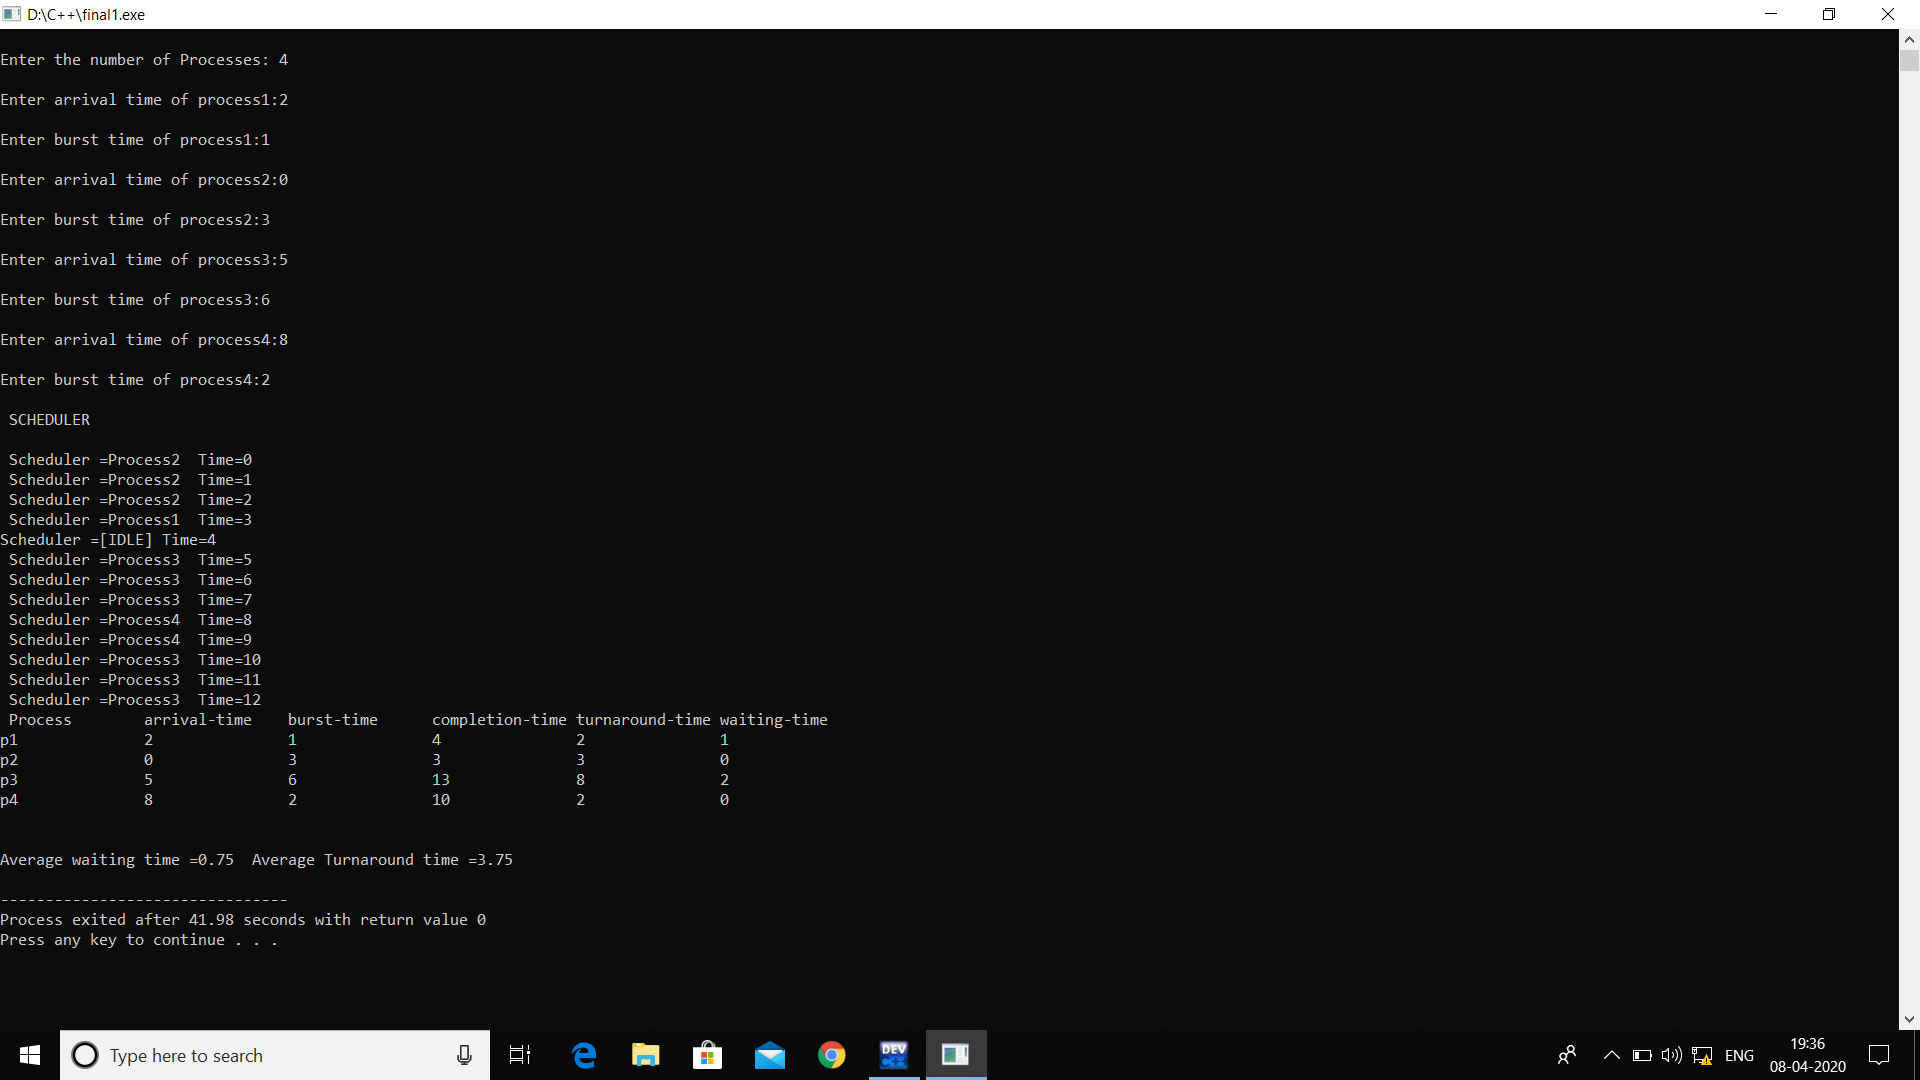 D:\C++\final1.exe
Enter the number of Processes: 4
Enter arrival time of process1:2
Enter burst time of process1:1
Enter arrival time of process2:0
Enter burst time of process2:3
Enter arrival time of process3:5
Enter burst time of process3:6
Enter arrival time of process4:8
Enter burst time of process4:2
SCHEDULER
Scheduler =Process2  Time=0
Scheduler =Process2  Time=1
Scheduler =Process2  Time=2
Scheduler =Process1  Time=3
Scheduler =[IDLE] Time=4
Scheduler =Process3  Time=5
Scheduler =Process3  Time=6
Scheduler =Process3  Time=7
Scheduler =Process4  Time=8
Scheduler =Process4  Time=9
Scheduler =Process3  Time=10
Scheduler =Process3  Time=11
Scheduler =Process3  Time=12
Process arrival-time burst-time completion-time turnaround-time waiting-time
p1 2 1 4 2 1
p2 0 3 3 3 0
p3 5 6 13 8 2
p4 8 2 10 2 0
Average waiting time =0.75  Average Turnaround time =3.75
--------------------------------
Process exited after 41.98 seconds with return value 0
Press any key to continue . . .
Type here to search
DEV C++
ENG
19:36
08-04-2020